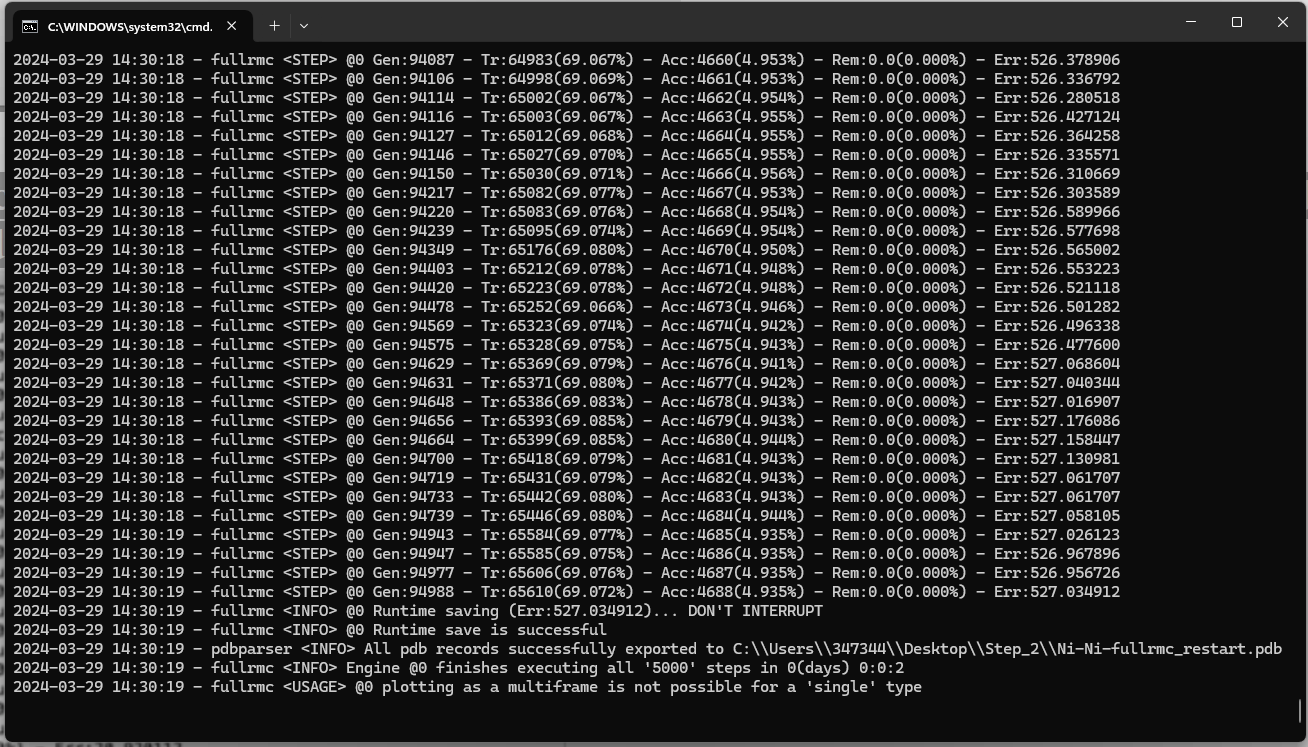 C:\WINDOWS\system32\cmd.
2024-03-29 14:30:18 - fullrmc <STEP> @0 Gen:94087 - Tr:64983(69.067%) - Acc:4660(4.953%) - Rem:0.0(0.000%) - Err:526.378906
2024-03-29 14:30:18 - fullrmc <STEP> @0 Gen:94106 - Tr:64998(69.069%) - Acc:4661(4.953%) - Rem:0.0(0.000%) - Err:526.336792
2024-03-29 14:30:18 - fullrmc <STEP> @0 Gen:94114 - Tr:65002(69.067%) - Acc:4662(4.954%) - Rem:0.0(0.000%) - Err:526.280518
2024-03-29 14:30:18 - fullrmc <STEP> @0 Gen:94116 - Tr:65003(69.067%) - Acc:4663(4.955%) - Rem:0.0(0.000%) - Err:526.427124
2024-03-29 14:30:18 - fullrmc <STEP> @0 Gen:94127 - Tr:65012(69.068%) - Acc:4664(4.955%) - Rem:0.0(0.000%) - Err:526.364258
2024-03-29 14:30:18 - fullrmc <STEP> @0 Gen:94146 - Tr:65027(69.070%) - Acc:4665(4.955%) - Rem:0.0(0.000%) - Err:526.335571
2024-03-29 14:30:18 - fullrmc <STEP> @0 Gen:94150 - Tr:65030(69.071%) - Acc:4666(4.956%) - Rem:0.0(0.000%) - Err:526.310669
2024-03-29 14:30:18 - fullrmc <STEP> @0 Gen:94217 - Tr:65082(69.077%) - Acc:4667(4.953%) - Rem:0.0(0.000%) - Err:526.303589
2024-03-29 14:30:18 - fullrmc <STEP> @0 Gen:94220 - Tr:65083(69.076%) - Acc:4668(4.954%) - Rem:0.0(0.000%) - Err:526.589966
2024-03-29 14:30:18 - fullrmc <STEP> @0 Gen:94239 - Tr:65095(69.074%) - Acc:4669(4.954%) - Rem:0.0(0.000%) - Err:526.577698
2024-03-29 14:30:18 - fullrmc <STEP> @0 Gen:94349 - Tr:65176(69.080%) - Acc:4670(4.950%) - Rem:0.0(0.000%) - Err:526.565002
2024-03-29 14:30:18 - fullrmc <STEP> @0 Gen:94403 - Tr:65212(69.078%) - Acc:4671(4.948%) - Rem:0.0(0.000%) - Err:526.553223
2024-03-29 14:30:18 - fullrmc <STEP> @0 Gen:94420 - Tr:65223(69.078%) - Acc:4672(4.948%) - Rem:0.0(0.000%) - Err:526.521118
2024-03-29 14:30:18 - fullrmc <STEP> @0 Gen:94478 - Tr:65252(69.066%) - Acc:4673(4.946%) - Rem:0.0(0.000%) - Err:526.501282
2024-03-29 14:30:18 - fullrmc <STEP> @0 Gen:94569 - Tr:65323(69.074%) - Acc:4674(4.942%) - Rem:0.0(0.000%) - Err:526.496338
2024-03-29 14:30:18 - fullrmc <STEP> @0 Gen:94575 - Tr:65328(69.075%) - Acc:4675(4.943%) - Rem:0.0(0.000%) - Err:526.477600
2024-03-29 14:30:18 - fullrmc <STEP> @0 Gen:94629 - Tr:65369(69.079%) - Acc:4676(4.941%) - Rem:0.0(0.000%) - Err:527.068604
2024-03-29 14:30:18 - fullrmc <STEP> @0 Gen:94631 - Tr:65371(69.080%) - Acc:4677(4.942%) - Rem:0.0(0.000%) - Err:527.040344
2024-03-29 14:30:18 - fullrmc <STEP> @0 Gen:94648 - Tr:65386(69.083%) - Acc:4678(4.943%) - Rem:0.0(0.000%) - Err:527.016907
2024-03-29 14:30:18 - fullrmc <STEP> @0 Gen:94656 - Tr:65393(69.085%) - Acc:4679(4.943%) - Rem:0.0(0.000%) - Err:527.176086
2024-03-29 14:30:18 - fullrmc <STEP> @0 Gen:94664 - Tr:65399(69.085%) - Acc:4680(4.944%) - Rem:0.0(0.000%) - Err:527.158447
2024-03-29 14:30:18 - fullrmc <STEP> @0 Gen:94700 - Tr:65418(69.079%) - Acc:4681(4.943%) - Rem:0.0(0.000%) - Err:527.130981
2024-03-29 14:30:18 - fullrmc <STEP> @0 Gen:94719 - Tr:65431(69.079%) - Acc:4682(4.943%) - Rem:0.0(0.000%) - Err:527.061707
2024-03-29 14:30:18 - fullrmc <STEP> @0 Gen:94733 - Tr:65442(69.080%) - Acc:4683(4.943%) - Rem:0.0(0.000%) - Err:527.061707
2024-03-29 14:30:18 - fullrmc <STEP> @0 Gen:94739 - Tr:65446(69.080%) - Acc:4684(4.944%) - Rem:0.0(0.000%) - Err:527.058105
2024-03-29 14:30:19 - fullrmc <STEP> @0 Gen:94943 - Tr:65584(69.077%) - Acc:4685(4.935%) - Rem:0.0(0.000%) - Err:527.026123
2024-03-29 14:30:19 - fullrmc <STEP> @0 Gen:94947 - Tr:65585(69.075%) - Acc:4686(4.935%) - Rem:0.0(0.000%) - Err:526.967896
2024-03-29 14:30:19 - fullrmc <STEP> @0 Gen:94977 - Tr:65606(69.076%) - Acc:4687(4.935%) - Rem:0.0(0.000%) - Err:526.956726
2024-03-29 14:30:19 - fullrmc <STEP> @0 Gen:94988 - Tr:65610(69.072%) - Acc:4688(4.935%) - Rem:0.0(0.000%) - Err:527.034912
2024-03-29 14:30:19 - fullrmc <INFO> @0 Runtime saving (Err:527.034912)... DON'T INTERRUPT
2024-03-29 14:30:19 - fullrmc <INFO> @0 Runtime save is successful
2024-03-29 14:30:19 - pdbparser <INFO> All pdb records successfully exported to C:\\Users\\347344\\Desktop\\Step_2\\Ni-Ni-fullrmc_restart.pdb
2024-03-29 14:30:19 - fullrmc <INFO> Engine @0 finishes executing all '5000' steps in 0(days) 0:0:2
2024-03-29 14:30:19 - fullrmc <USAGE> @0 plotting as a multiframe is not possible for a 'single' type